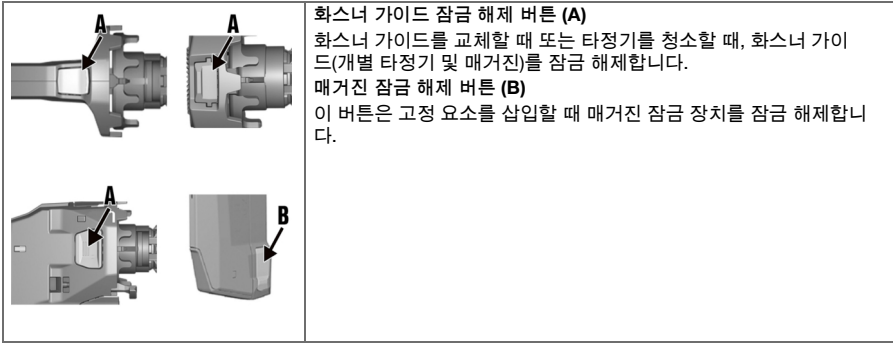 A
A
A
B
화스너 가이드 잠금 해제 버튼 (A)
화스너 가이드를 교체할 때 또는 타정기를 청소할 때, 화스너 가이
드(개별 타정기 및 매거진)를 잠금 해제합니다.
매거진 잠금 해제 버튼 (B)
이 버튼은 고정 요소를 삽입할 때 매거진 잠금 장치를 잠금 해제합니
다.